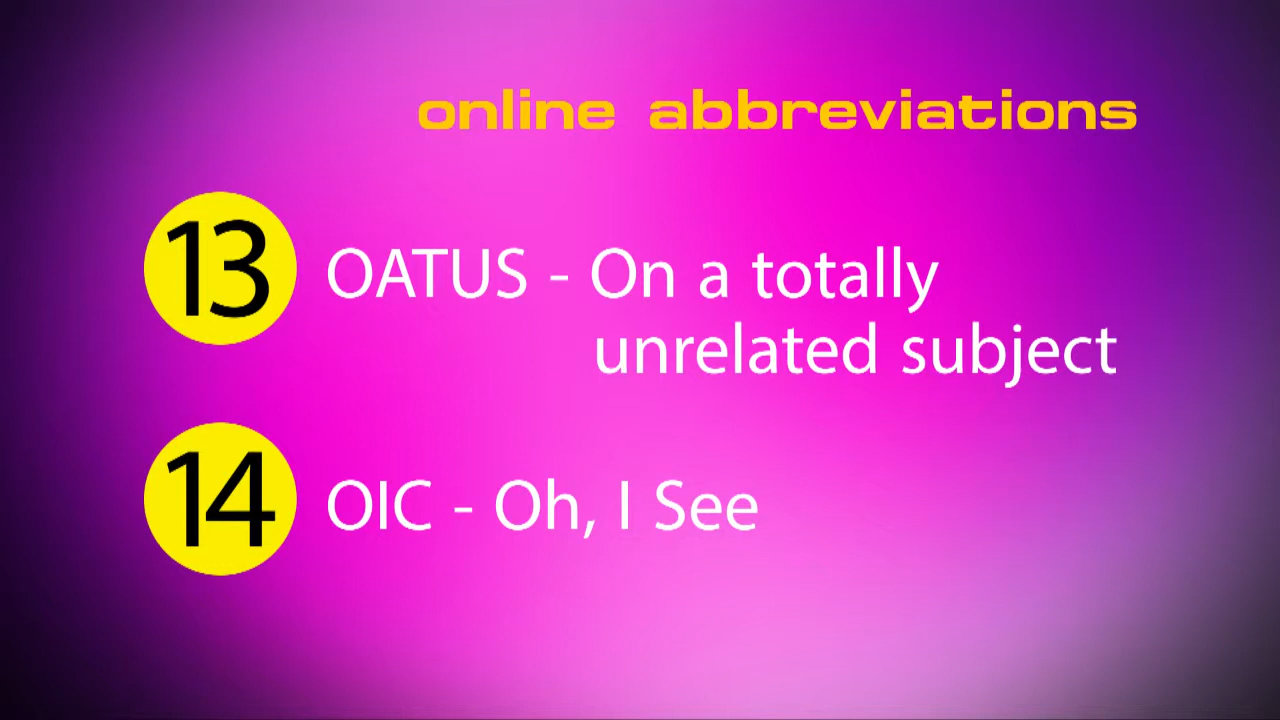 online abbreviations
13 OATUS - On a totally
unrelated subject
14 OIC - Oh, I See